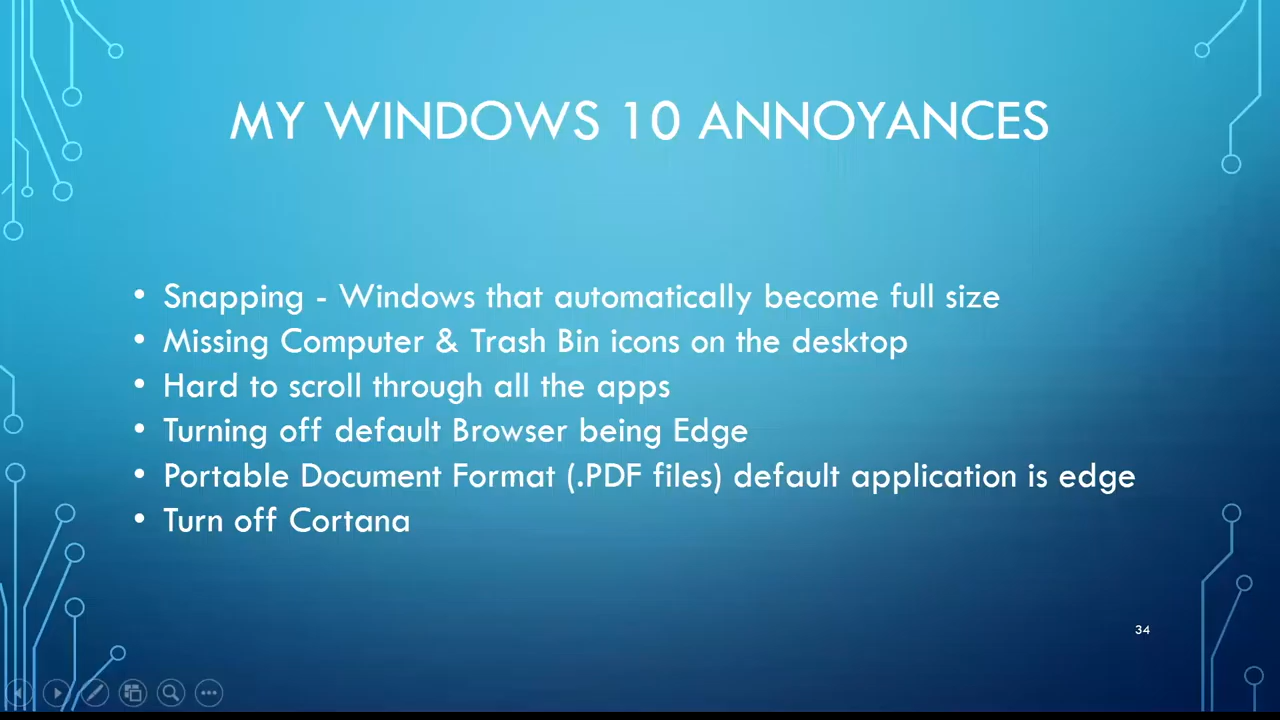 MY WINDOWS 10 ANNOYANCES
• Snapping - Windows that automatically become full size
• Missing Computer & Trash Bin icons on the desktop
• Hard to scroll through all the apps
• Turning off default Browser being Edge
• Portable Document Format (.PDF files) default application is edge
• Turn off Cortana
34